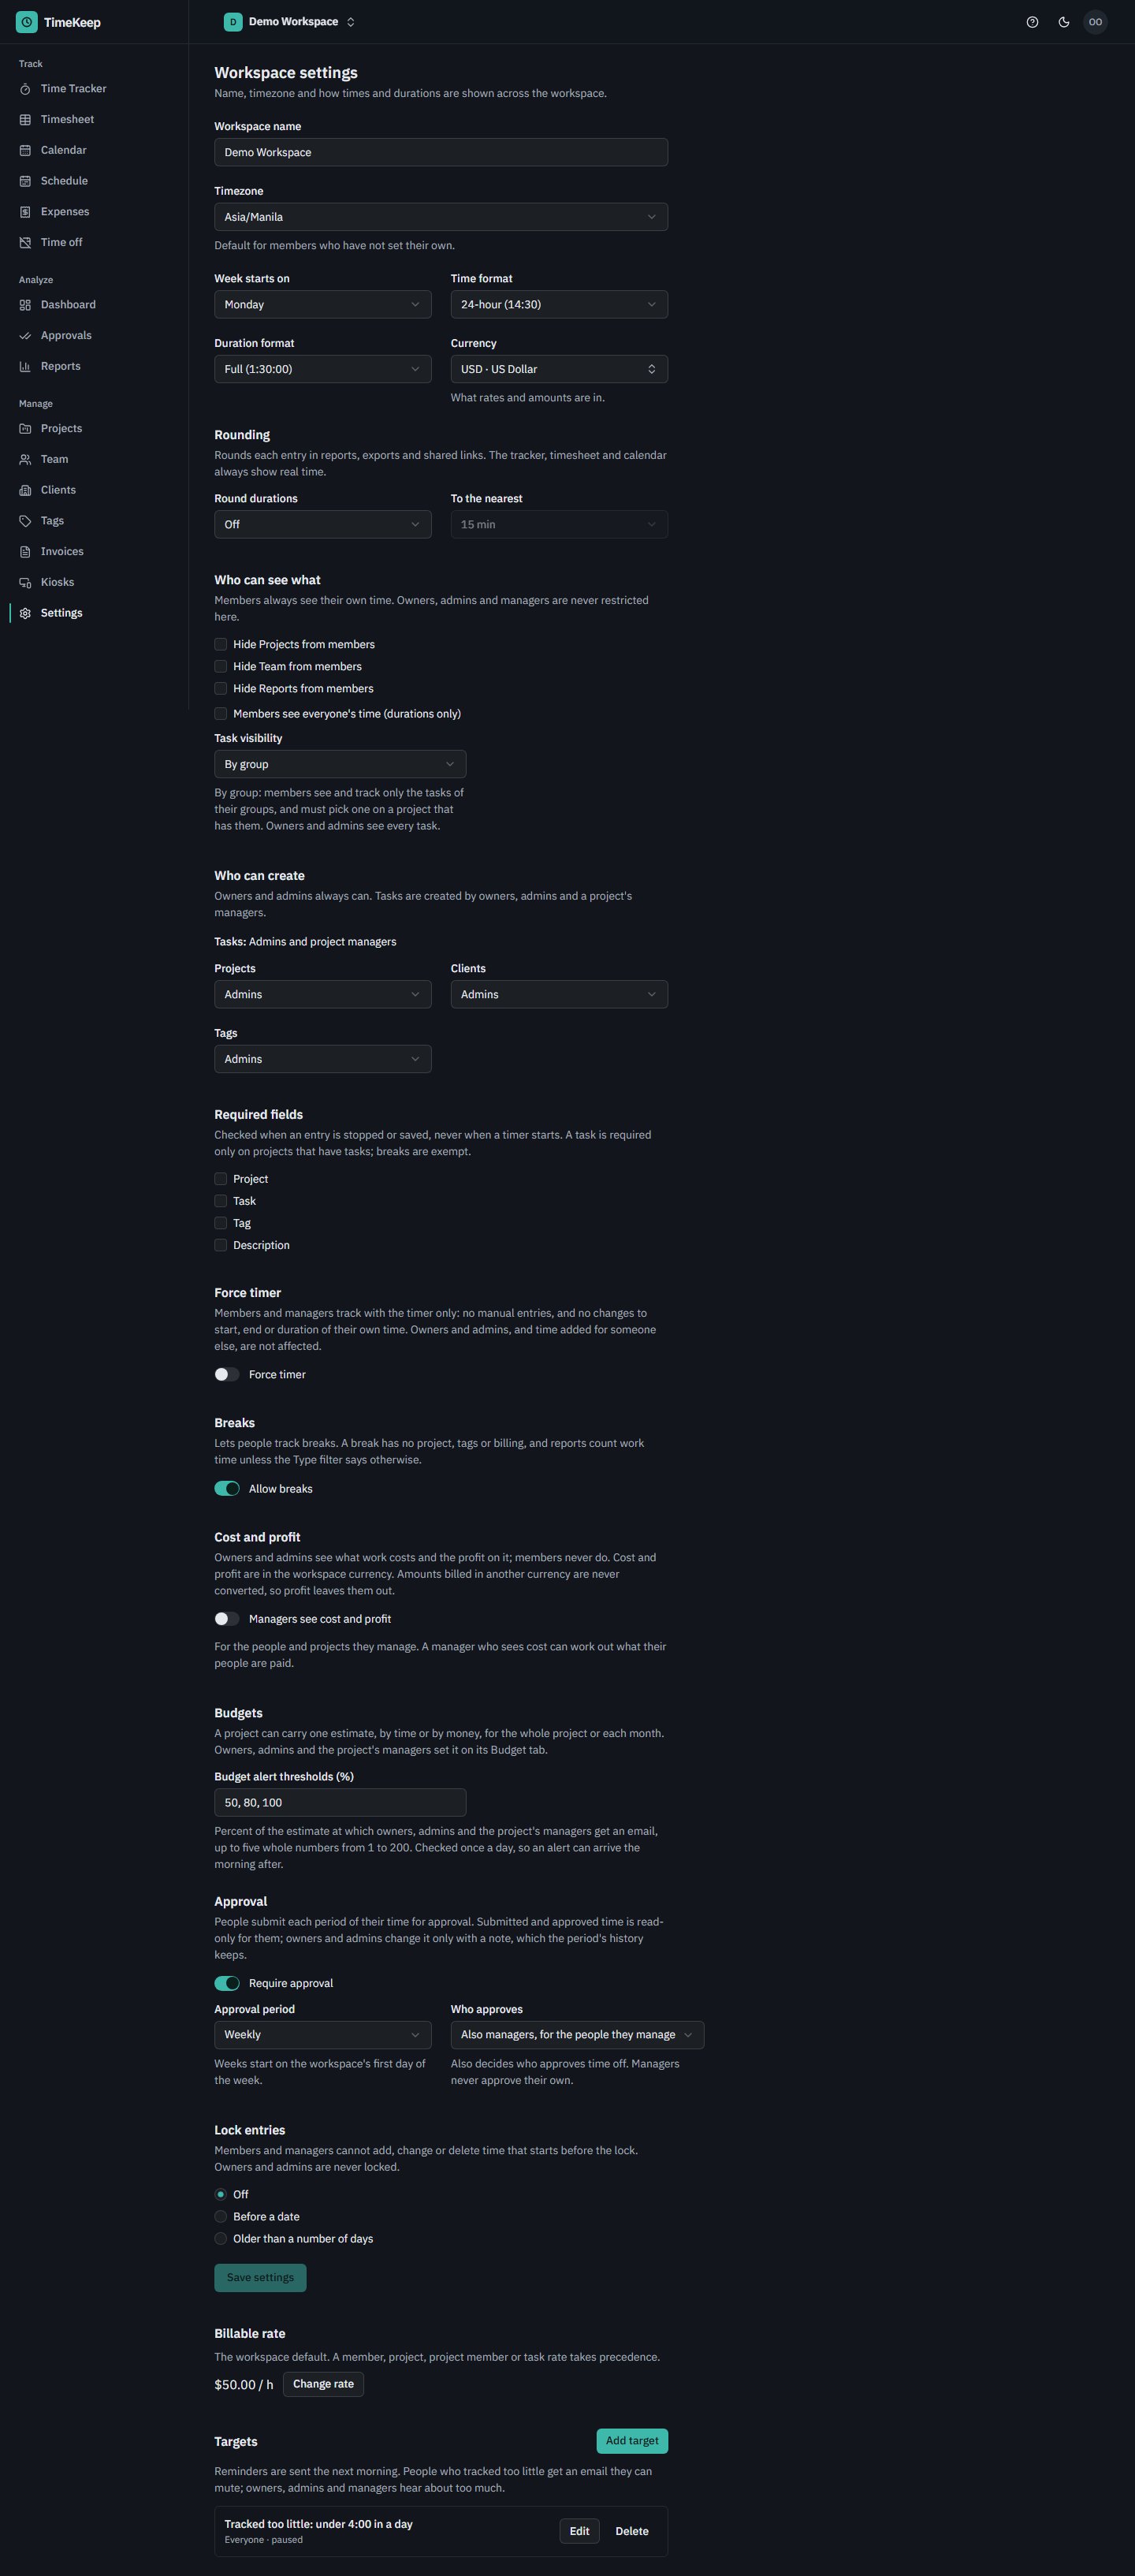 TimeKeep
D Demo Workspace
OO
Track
Time Tracker
Timesheet
Calendar
Schedule
Expenses
Time off
Analyze
Dashboard
Approvals
Reports
Manage
Projects
Team
Clients
Tags
Invoices
Kiosks
Settings
Workspace settings
Name, timezone and how times and durations are shown across the workspace.
Workspace name
Demo Workspace
Timezone
Asia/Manila
Default for members who have not set their own.
Week starts on
Monday
Time format
24-hour (14:30)
Duration format
Full (1:30:00)
Currency
USD · US Dollar
What rates and amounts are in.
Rounding
Rounds each entry in reports, exports and shared links. The tracker, timesheet and calendar
always show real time.
Round durations
Off
To the nearest
15 min
Who can see what
Members always see their own time. Owners, admins and managers are never restricted
here.
Hide Projects from members
Hide Team from members
Hide Reports from members
Members see everyone's time (durations only)
Task visibility
By group
By group: members see and track only the tasks of
their groups, and must pick one on a project that
has them. Owners and admins see every task.
Who can create
Owners and admins always can. Tasks are created by owners, admins and a project's
managers.
Tasks: Admins and project managers
Projects
Admins
Clients
Admins
Tags
Admins
Required fields
Checked when an entry is stopped or saved, never when a timer starts. A task is required
only on projects that have tasks; breaks are exempt.
Project
Task
Tag
Description
Force timer
Members and managers track with the timer only: no manual entries, and no changes to
start, end or duration of their own time. Owners and admins, and time added for someone
else, are not affected.
Force timer
Breaks
Lets people track breaks. A break has no project, tags or billing, and reports count work
time unless the Type filter says otherwise.
Allow breaks
Cost and profit
Owners and admins see what work costs and the profit on it; members never do. Cost and
profit are in the workspace currency. Amounts billed in another currency are never
converted, so profit leaves them out.
Managers see cost and profit
For the people and projects they manage. A manager who sees cost can work out what their
people are paid.
Budgets
A project can carry one estimate, by time or by money, for the whole project or each month.
Owners, admins and the project's managers set it on its Budget tab.
Budget alert thresholds (%)
50, 80, 100
Percent of the estimate at which owners, admins and the project's managers get an email,
up to five whole numbers from 1 to 200. Checked once a day, so an alert can arrive the
morning after.
Approval
People submit each period of their time for approval. Submitted and approved time is read-
only for them; owners and admins change it only with a note, which the period's history
keeps.
Require approval
Approval period
Weekly
Weeks start on the workspace's first day of
the week.
Who approves
Also managers, for the people they manage
Also decides who approves time off. Managers
never approve their own.
Lock entries
Members and managers cannot add, change or delete time that starts before the lock.
Owners and admins are never locked.
Off
Before a date
Older than a number of days
Save settings
Billable rate
The workspace default. A member, project, project member or task rate takes precedence.
$50.00 / h
Change rate
Targets
Add target
Reminders are sent the next morning. People who tracked too little get an email they can
mute; owners, admins and managers hear about too much.
Tracked too little: under 4:00 in a day
Everyone · paused
Edit
Delete